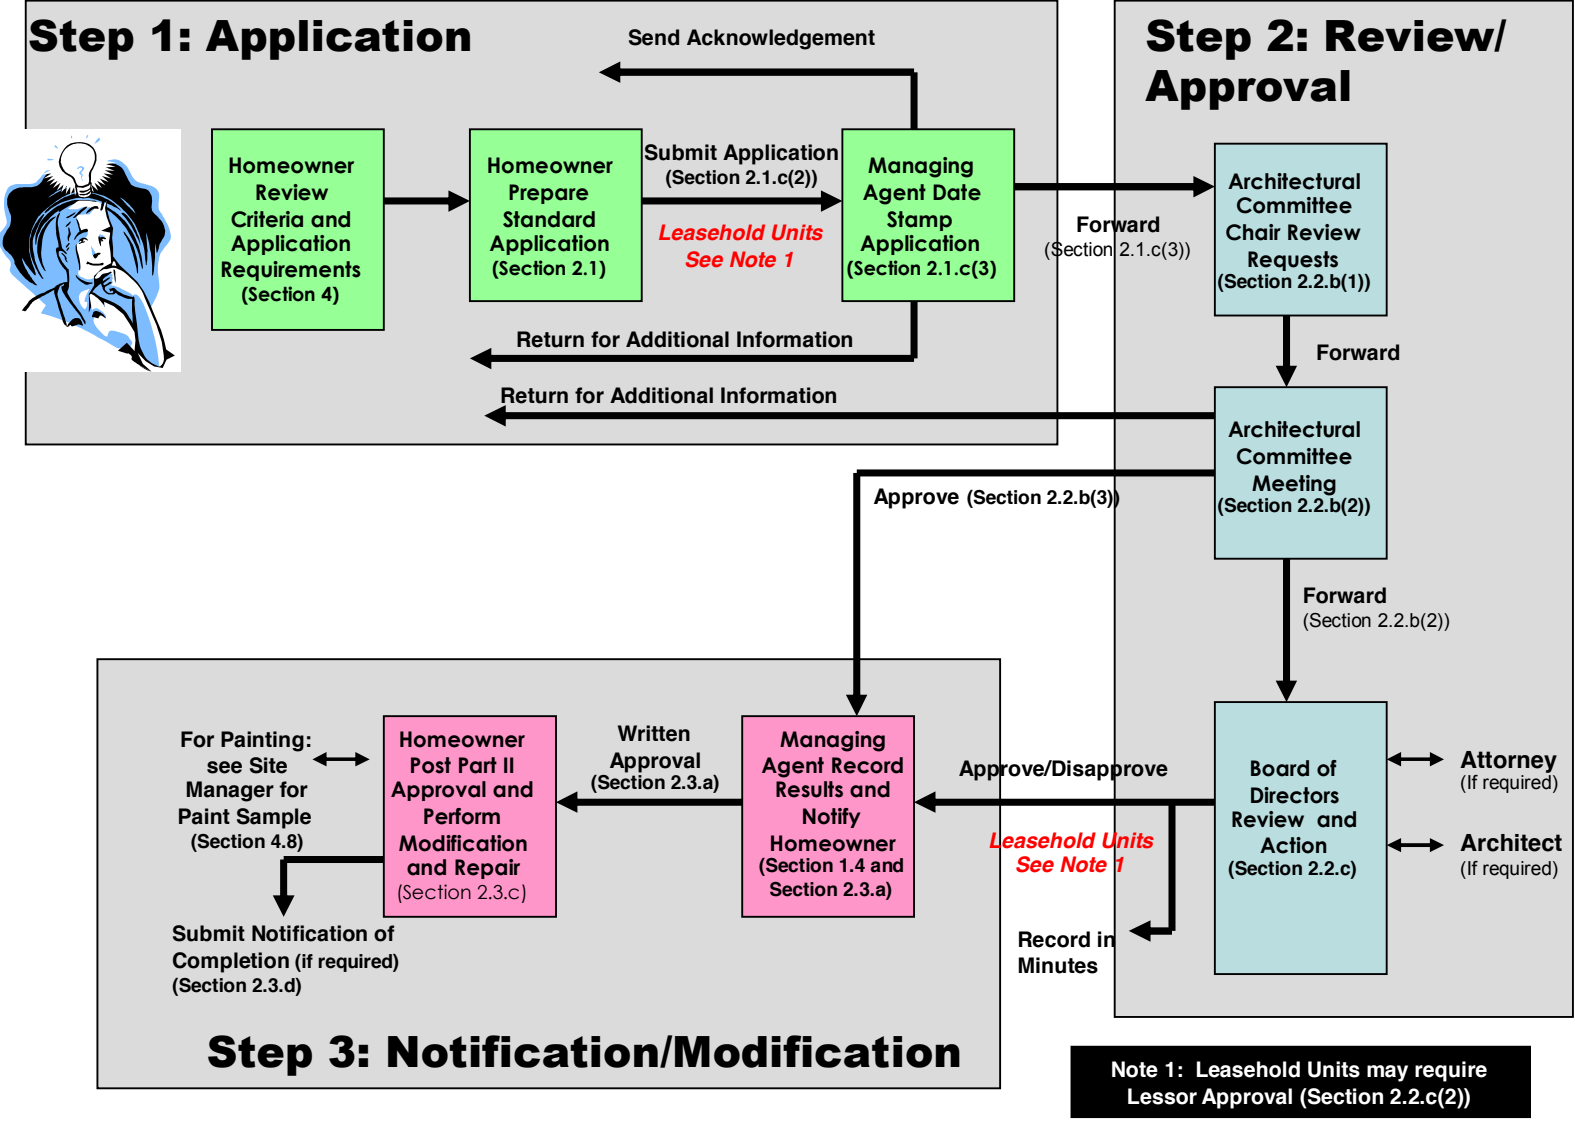 Step 1: Application
Send Acknowledgement
Homeowner
Review
Criteria and
Application
Requirements
(Section 4)
Homeowner
Prepare
Standard
Application
(Section 2.1)
Submit Application
(Section 2.1.c(2))
Leasehold Units
See Note 1
Managing
Agent Date
Stamp
Application
(Section 2.1.c(3)
Return for Additional Information
Return for Additional Information
Forward
(Section 2.1.c(3))
Step 2: Review/
Approval
Architectural
Committee
Chair Review
Requests
(Section 2.2.b(1))
Forward
Architectural
Committee
Meeting
(Section 2.2.b(2))
Approve (Section 2.2.b(3))
Forward
(Section 2.2.b(2))
Board of
Directors
Review and
Action
(Section 2.2.c)
Attorney
(If required)
Architect
(If required)
Approve/Disapprove
Leasehold Units
See Note 1
Record in
Minutes
Managing
Agent Record
Results and
Notify
Homeowner
(Section 1.4 and
Section 2.3.a)
Written
Approval
(Section 2.3.a)
Homeowner
Post Part II
Approval and
Perform
Modification
and Repair
(Section 2.3.c)
For Painting:
see Site
Manager for
Paint Sample
(Section 4.8)
Submit Notification of
Completion (if required)
(Section 2.3.d)
Step 3: Notification/Modification
Note 1: Leasehold Units may require
Lessor Approval (Section 2.2.c(2))